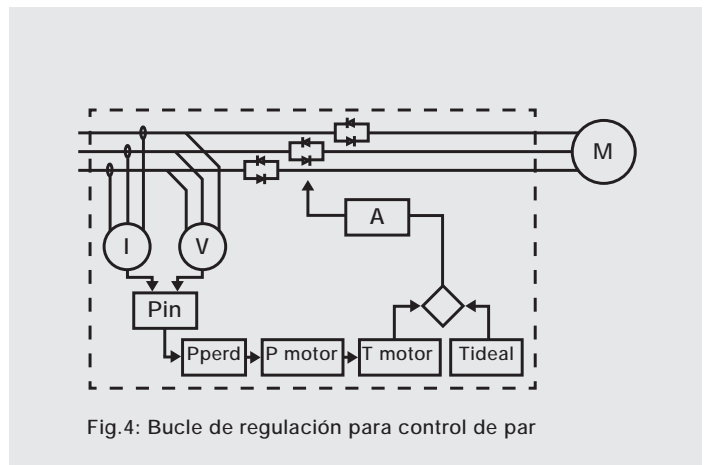 M
A
I
V
Pin
Pperd
P motor
T motor
Tideal
Fig.4: Bucle de regulación para control de par